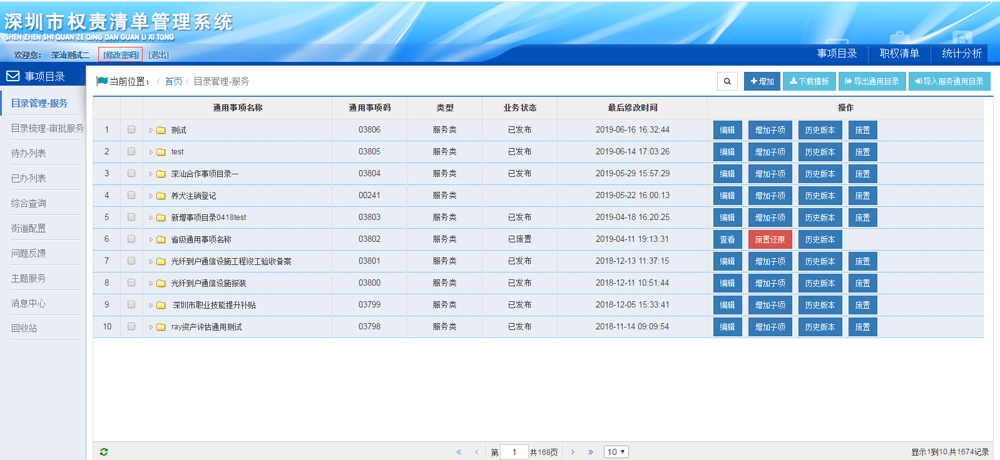 深圳市权责清单管理系统
SHEN ZHEN SHI QUAN ZE QING DAN GUAN LI XI TONG
欢迎您: 深汕测试二 [修改密码] [退出]
事项目录 职权清单 统计分析
事项目录
目录管理-服务
目录梳理-审批服务
待办列表
已办列表
综合查询
街道配置
问题反馈
主题服务
消息中心
回收站
当前位置: / 首页 / 目录管理-服务
增加 下载模板 导出通用目录 导入服务通用目录
通用事项名称 通用事项码 类型 业务状态 最后修改时间 操作
1 测试 03806 服务类 已发布 2019-06-16 16:32:44 编辑 增加子项 历史版本 废置
2 test 03805 服务类 已发布 2019-06-14 17:03:26 编辑 增加子项 历史版本 废置
3 深汕合作事项目录一 03804 服务类 已发布 2019-05-29 15:57:29 编辑 增加子项 历史版本 废置
4 养犬注销登记 00241 服务类 2019-05-22 16:00:13 编辑 增加子项 历史版本 废置
5 新增事项目录0418test 03803 服务类 已发布 2019-04-18 16:20:25 编辑 增加子项 历史版本 废置
6 省级通用事项名称 03802 服务类 已废置 2019-04-11 19:13:31 查看 废置还原 历史版本
7 光纤到户通信设施工程竣工验收备案 03801 服务类 已发布 2018-12-13 11:37:15 编辑 增加子项 历史版本 废置
8 光纤到户通信设施报装 03800 服务类 已发布 2018-12-11 10:51:44 编辑 增加子项 历史版本 废置
9 深圳市职业技能提升补贴 03799 服务类 已发布 2018-12-05 15:33:41 编辑 增加子项 历史版本 废置
10 ray资产评估通用测试 03798 服务类 已发布 2018-11-14 09:09:54 编辑 增加子项 历史版本 废置
第 1 共168页 10 显示1到10,共1674记录